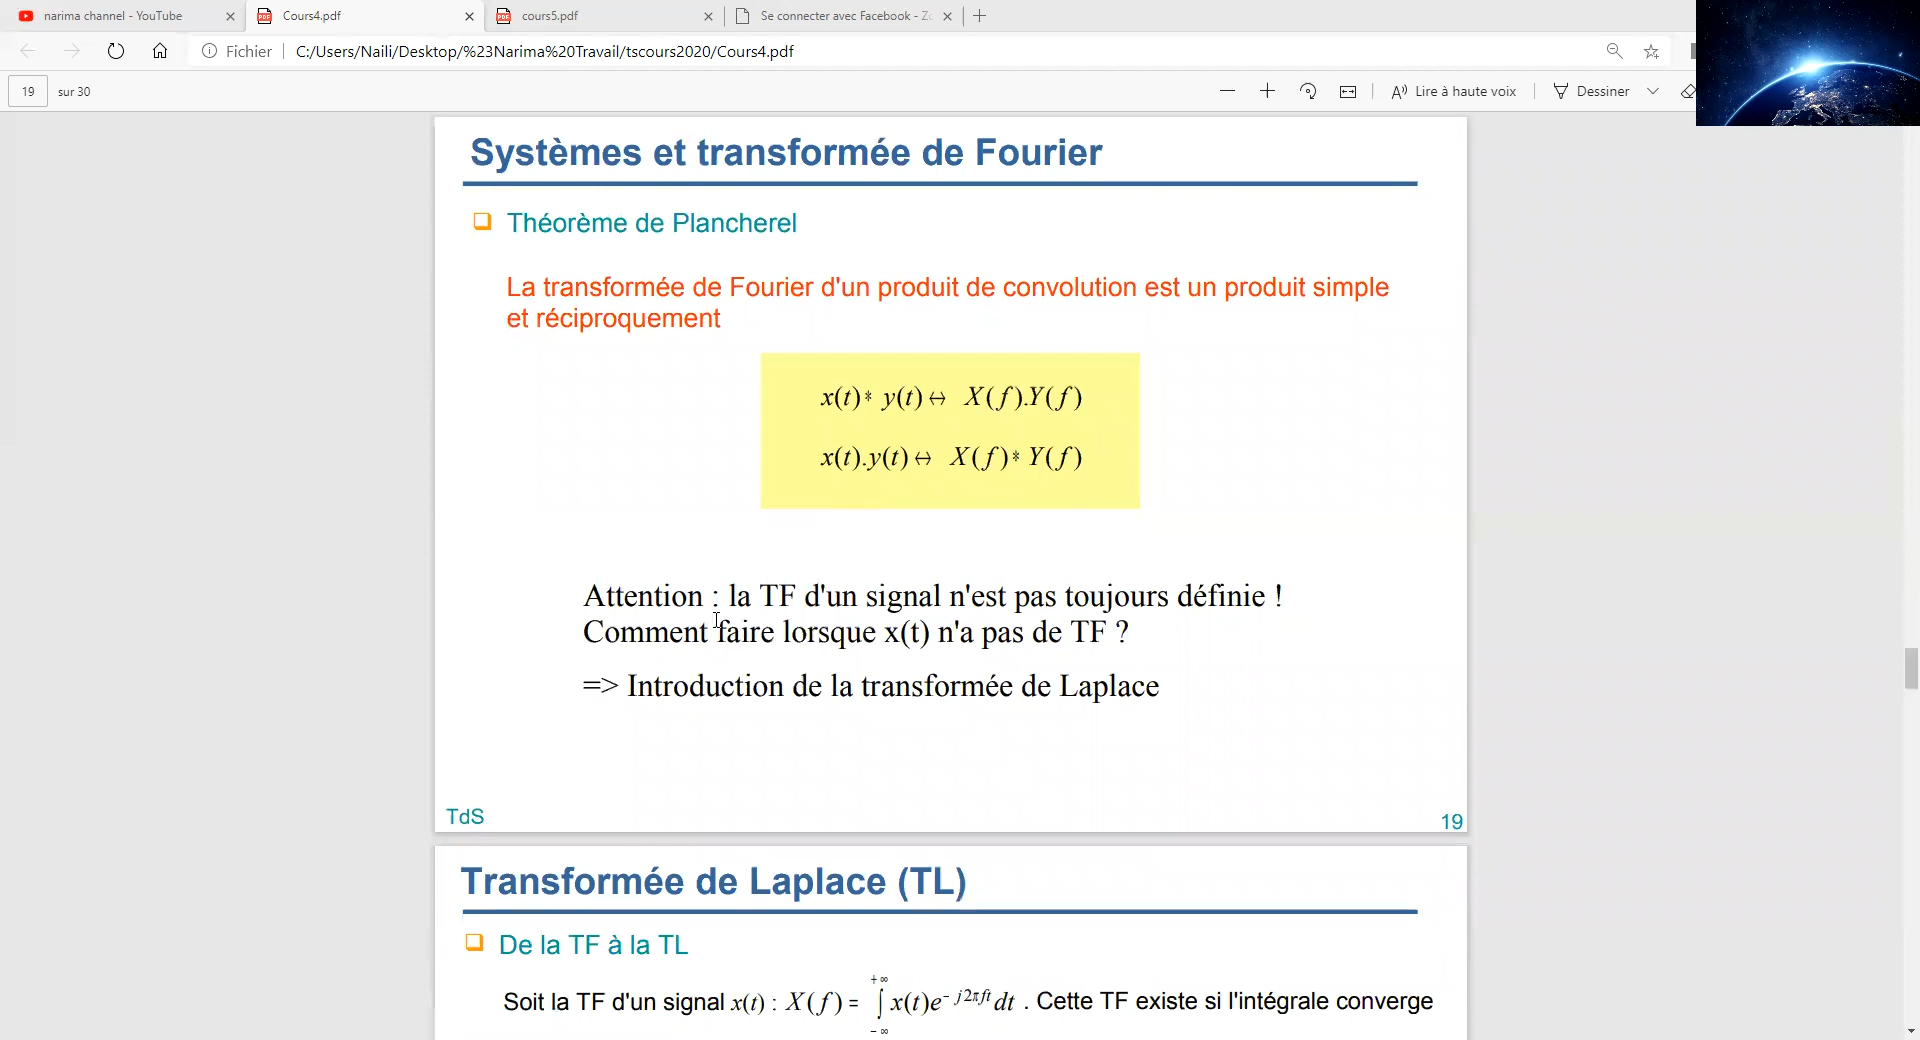 narima channel - YouTube
Cours4.pdf
cours5.pdf
Se connecter avec Facebook - Zo
Fichier
C:/Users/Naili/Desktop/%23Narima%20Travail/tscours2020/Cours4.pdf
19 sur 30
Lire à haute voix
Dessiner
Systèmes et transformée de Fourier
Théorème de Plancherel
La transformée de Fourier d'un produit de convolution est un produit simple
et réciproquement
x(t)* y(t) ↔ X(f).Y(f)
x(t).y(t) ↔ X(f)* Y(f)
Attention : la TF d'un signal n'est pas toujours définie !
Comment faire lorsque x(t) n'a pas de TF ?
=> Introduction de la transformée de Laplace
TdS
19
Transformée de Laplace (TL)
De la TF à la TL
Soit la TF d'un signal x(t) : X(f) = ∫_{-∞}^{+∞} x(t)e^{-j2πft} dt . Cette TF existe si l'intégrale converge